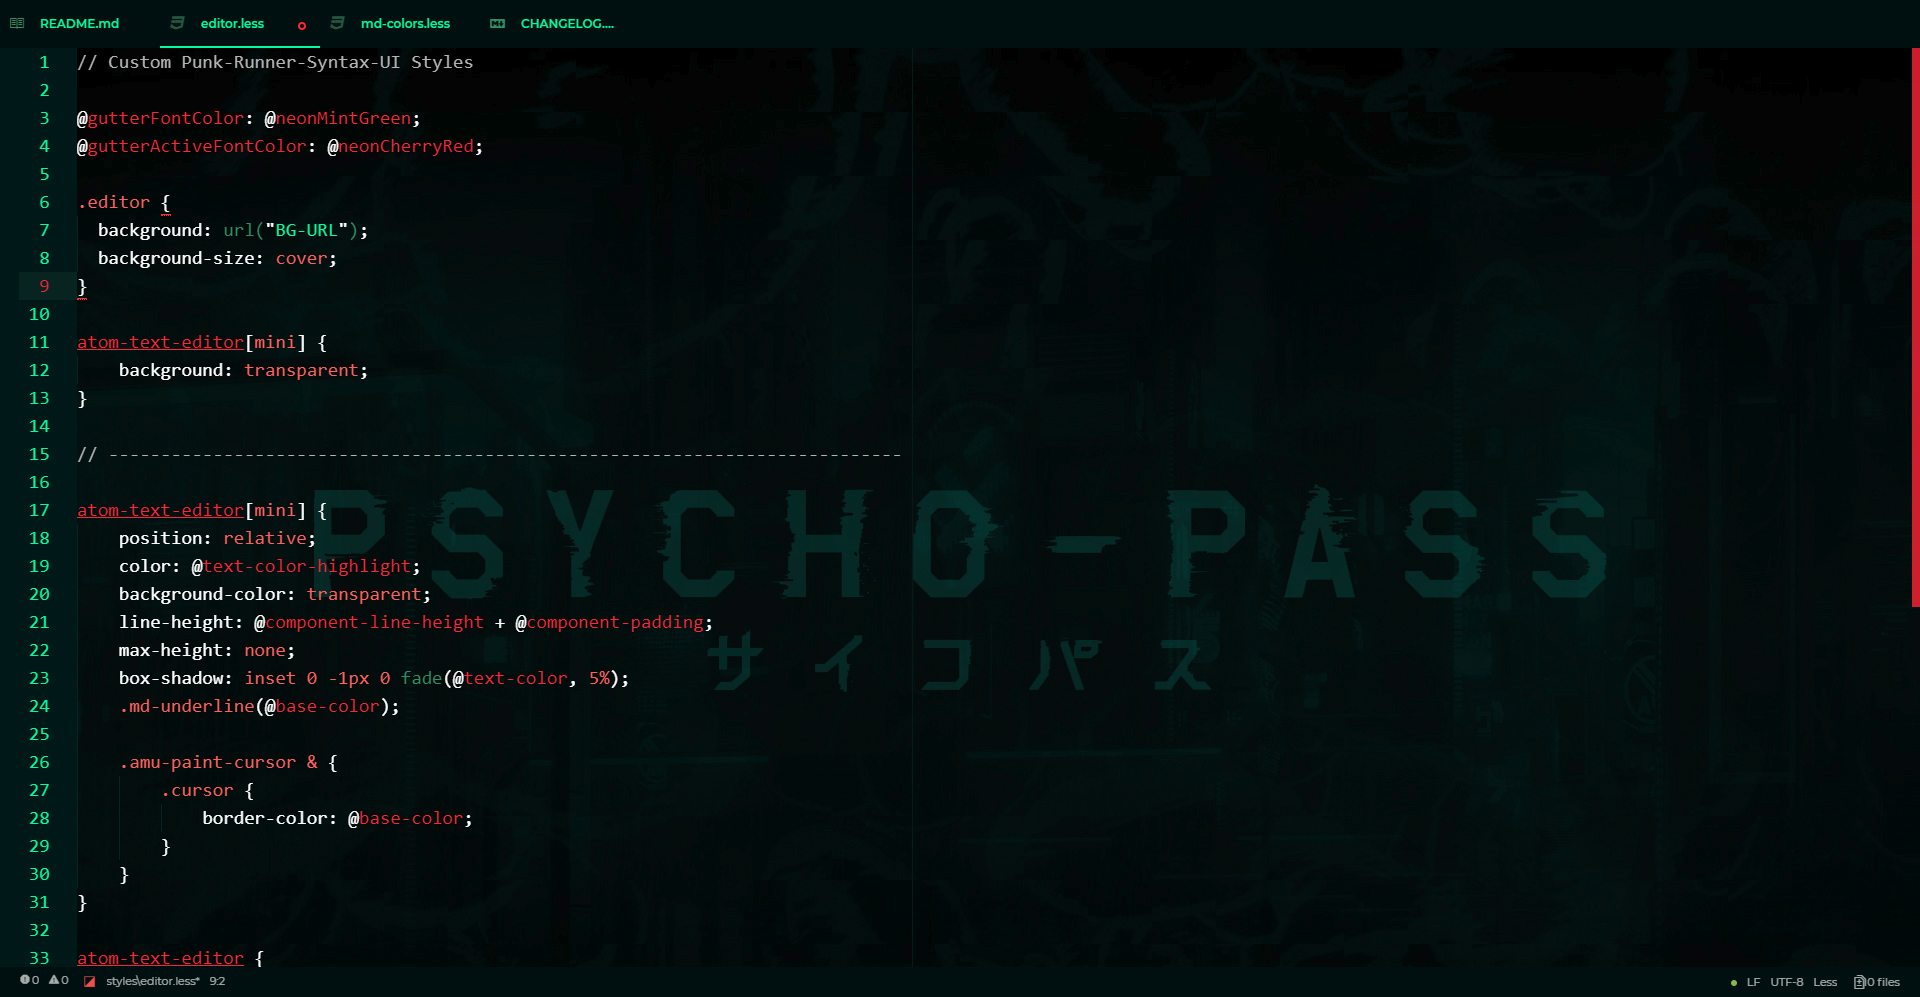 README.md
editor.less
md-colors.less
CHANGELOG....
1 // Custom Punk-Runner-Syntax-UI Styles
2
3 @gutterFontColor: @neonMintGreen;
4 @gutterActiveFontColor: @neonCherryRed;
5
6 .editor {
7 background: url("BG-URL");
8 background-size: cover;
9 }
10
11 atom-text-editor[mini] {
12 background: transparent;
13 }
14
15 // ----------------------------------------------------------------------------
16
17 atom-text-editor[mini] {
18 position: relative;
19 color: @text-color-highlight;
20 background-color: transparent;
21 line-height: @component-line-height + @component-padding;
22 max-height: none;
23 box-shadow: inset 0 -1px 0 fade(@text-color, 5%);
24 .md-underline(@base-color);
25
26 .amu-paint-cursor & {
27 .cursor {
28 border-color: @base-color;
29 }
30 }
31 }
32
33 atom-text-editor {
PSYCHO-PASS
サイコパス
0 0 styles\editor.less* 9:2
LF UTF-8 Less 0 files